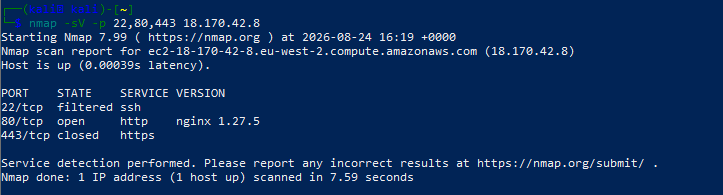 ┌──(kali㉿kali)-[~]
└─$ nmap -sV -p 22,80,443 18.170.42.8
Starting Nmap 7.99 ( https://nmap.org ) at 2026-08-24 16:19 +0000
Nmap scan report for ec2-18-170-42-8.eu-west-2.compute.amazonaws.com (18.170.42.8)
Host is up (0.00039s latency).
PORT    STATE    SERVICE VERSION
22/tcp  filtered ssh
80/tcp  open     http    nginx 1.27.5
443/tcp closed   https
Service detection performed. Please report any incorrect results at https://nmap.org/submit/ .
Nmap done: 1 IP address (1 host up) scanned in 7.59 seconds